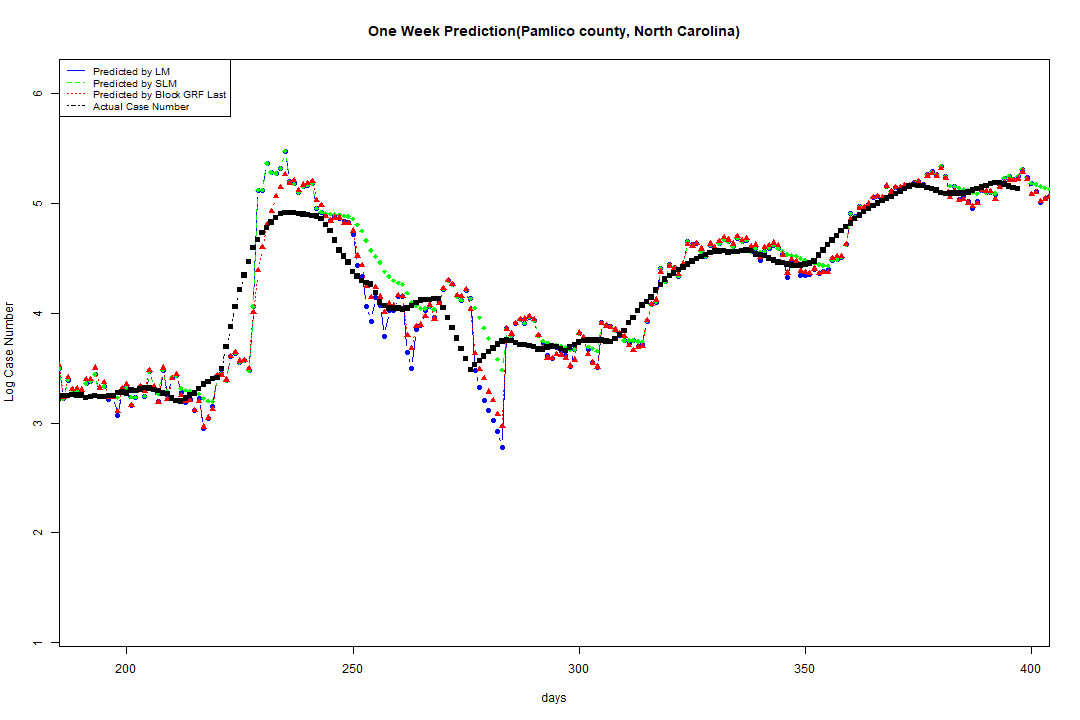 One Week Prediction(Pamlico county, North Carolina)
Predicted by LM
Predicted by SLM
Predicted by Block GRF Last
Actual Case Number
Log Case Number
6
5
4
3
2
1
200 250 300 350 400
days